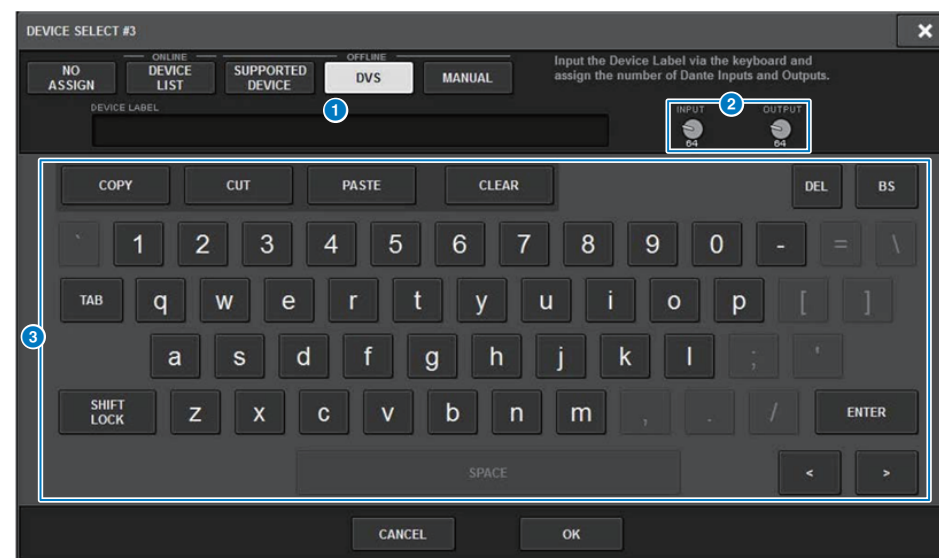 DEVICE SELECT #3
×
ONLINE
OFFLINE
NO ASSIGN
DEVICE LIST
SUPPORTED DEVICE
DVS
MANUAL
Input the Device Label via the keyboard and
assign the number of Dante Inputs and Outputs.
1
DEVICE LABEL
INPUT
2
OUTPUT
64
64
COPY CUT PASTE CLEAR DEL BS
` 1 2 3 4 5 6 7 8 9 0 - = \
TAB q w e r t y u i o p [ ]
3
a s d f g h j k l ; '
SHIFT LOCK z x c v b n m , . / ENTER
SPACE < >
CANCEL OK